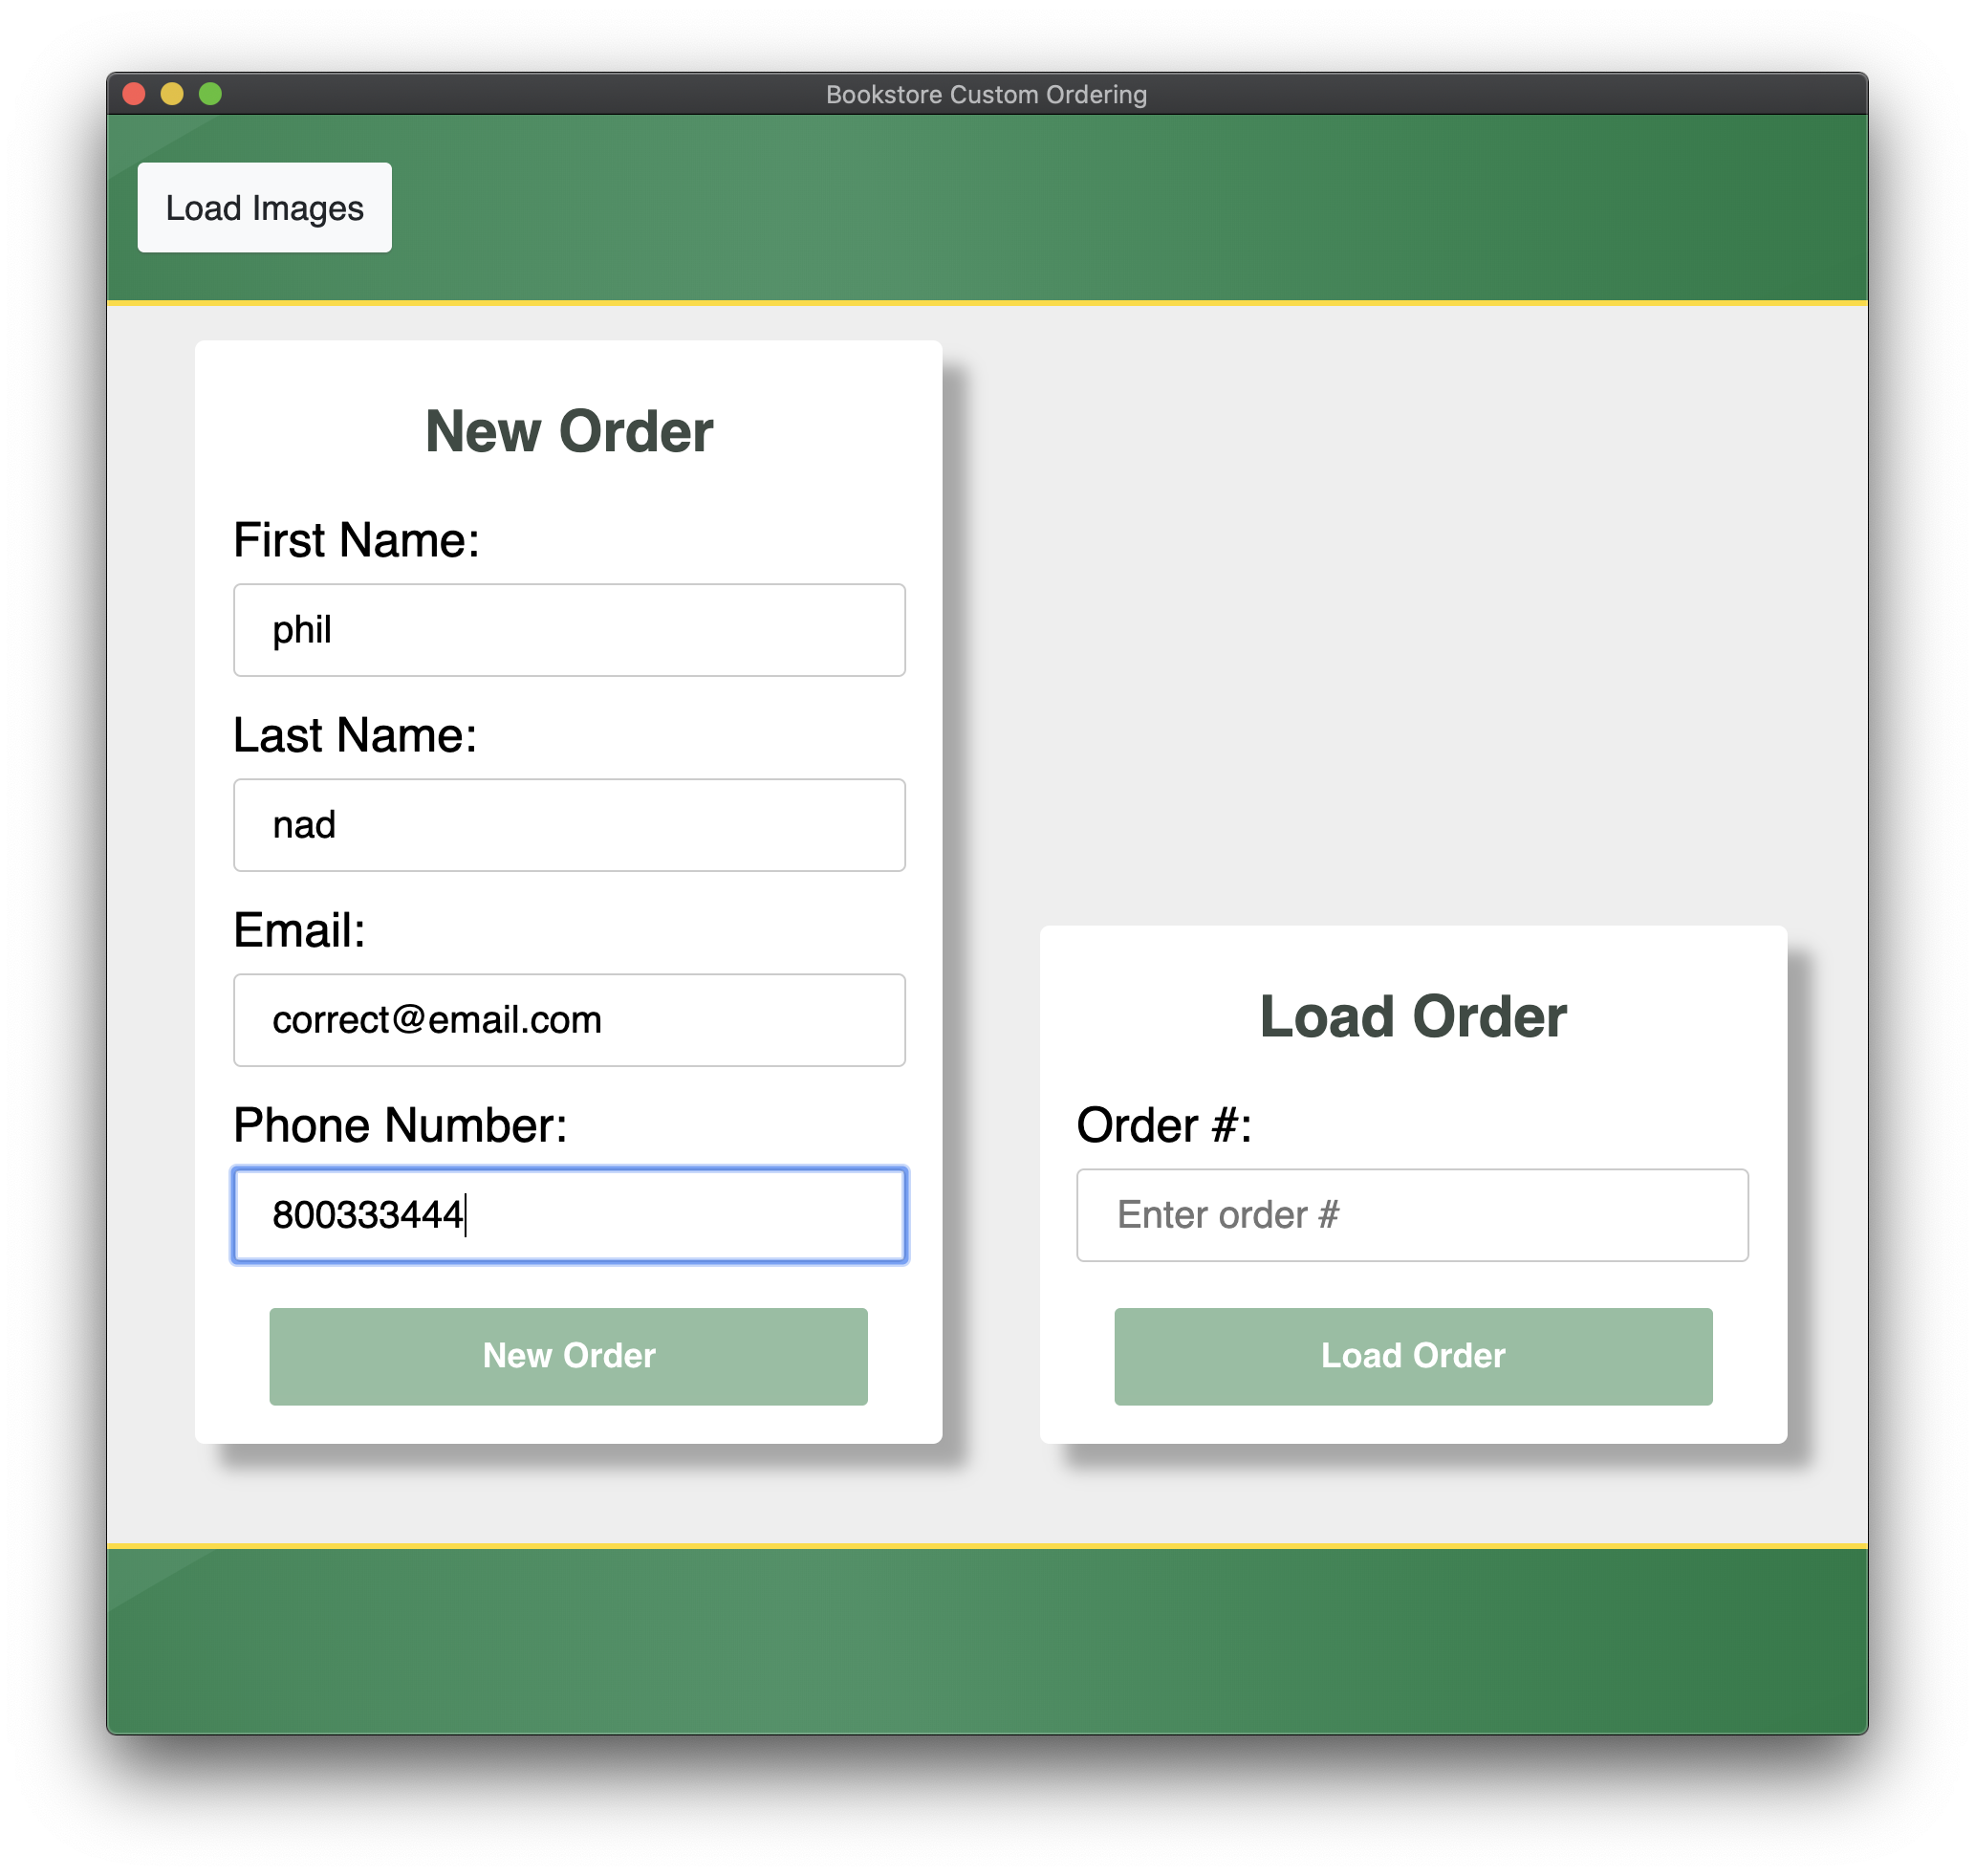 Bookstore Custom Ordering
Load Images
New Order
First Name:
phil
Last Name:
nad
Email:
correct@email.com
Phone Number:
800333444
New Order
Load Order
Order #:
Enter order #
Load Order